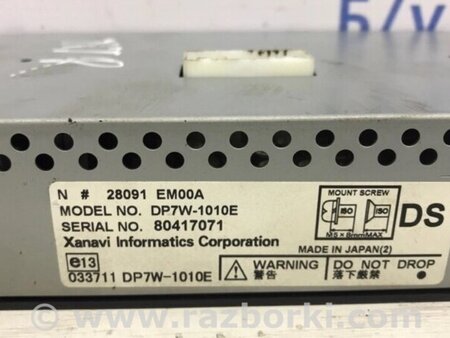 Б/у
N # 28091 EM00A
MODEL NO. DP7W-1010E
SERIAL NO. 80417071
Xanavi Informatics Corporation
e13
033711 DP7W-1010E
MOUNT SCREW
ISO ISO
M5×8mmMAX
DS
MADE IN JAPAN(2)
WARNING
警告
DO NOT DROP
落下厳禁
www.razborki.com